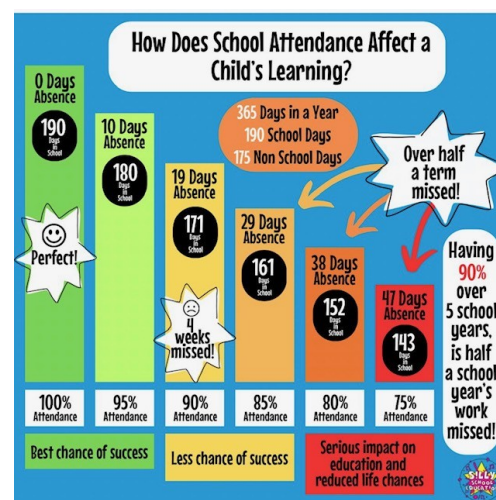 How Does School Attendance Affect a
Child's Learning?
0 Days
Absence
190
Days
in
School
Perfect!
10 Days
Absence
180
Days
in
School
365 Days in a Year
190 School Days
175 Non School Days
Over half
a term
missed!
19 Days
Absence
171
Days
in
School
4
weeks
missed!
29 Days
Absence
161
Days
in
School
38 Days
Absence
152
Days
in
School
47 Days
Absence
143
Days
in
School
Having
90%
over
5 school
years,
is half
a school
year's
work
missed!
100%
Attendance
95%
Attendance
90%
Attendance
85%
Attendance
80%
Attendance
75%
Attendance
Best chance of success
Less chance of success
Serious impact on
education and
reduced life chances
SILLY
SCHOOL
EDUCATION